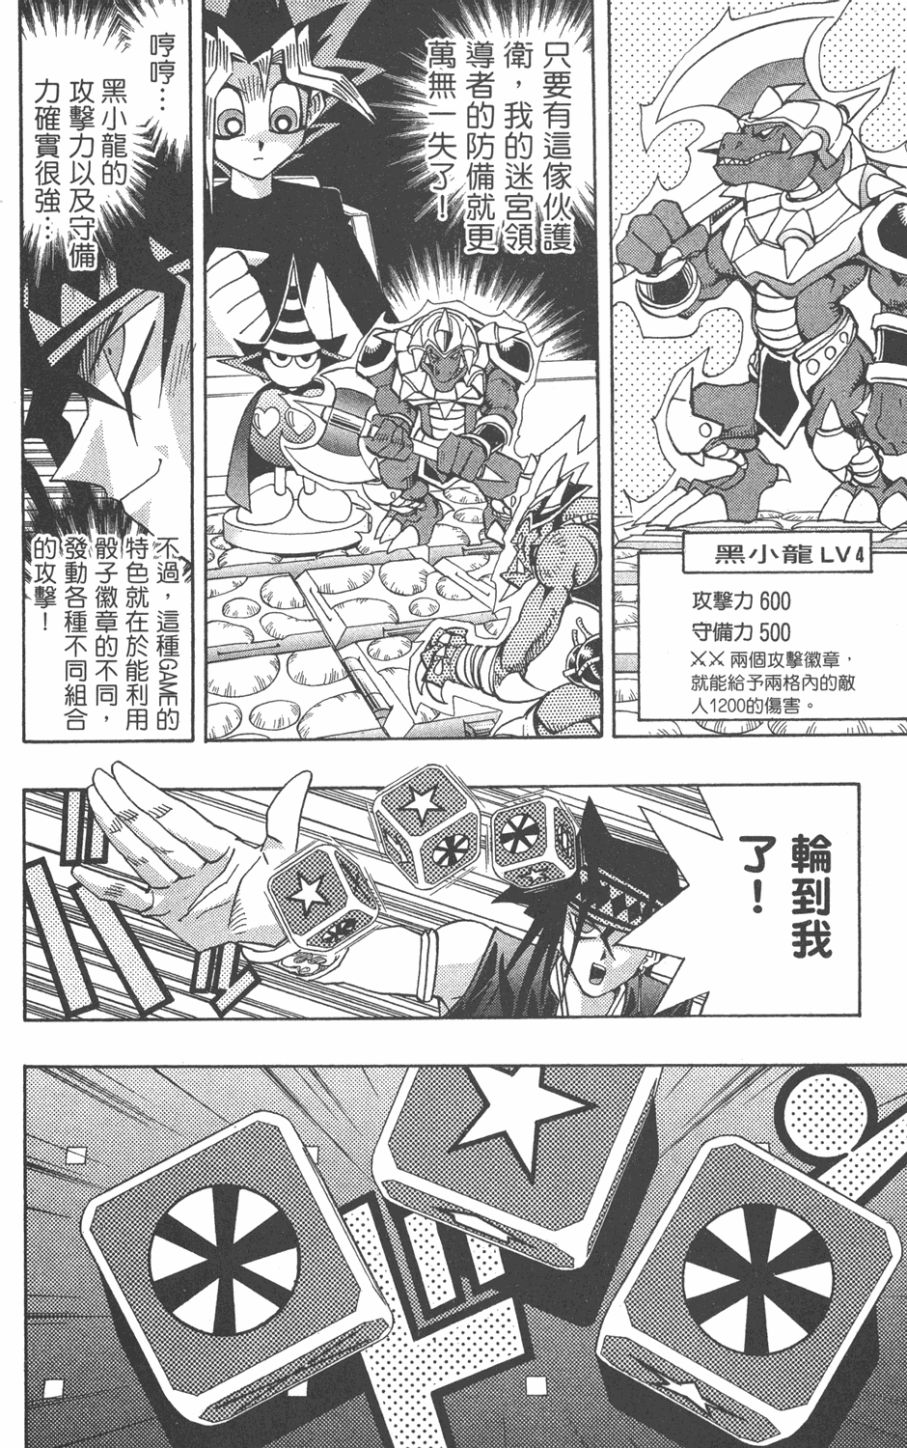 黑小龍 LV4
攻擊力 600
守備力 500
⚔⚔ 兩個攻擊徽章，
就能給予兩格內的敵
人1200的傷害。
只要有這傢伙護
衛，我的迷宮領
導者的防備就更
萬無一失了！
哼哼…
黑小龍的
攻擊力以及守備
力確實很強…
不過，這種GAME的
特色就在於能利用
骰子徽章的不同，
發動各種不同組合
的攻擊！
輪到我
了！
バッ